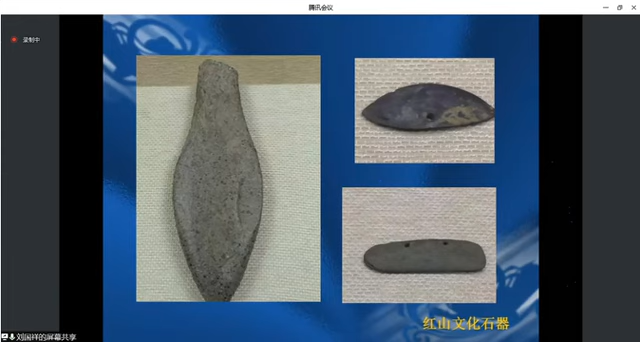 腾讯会议
录制中
红山文化石器
刘国祥的屏幕共享